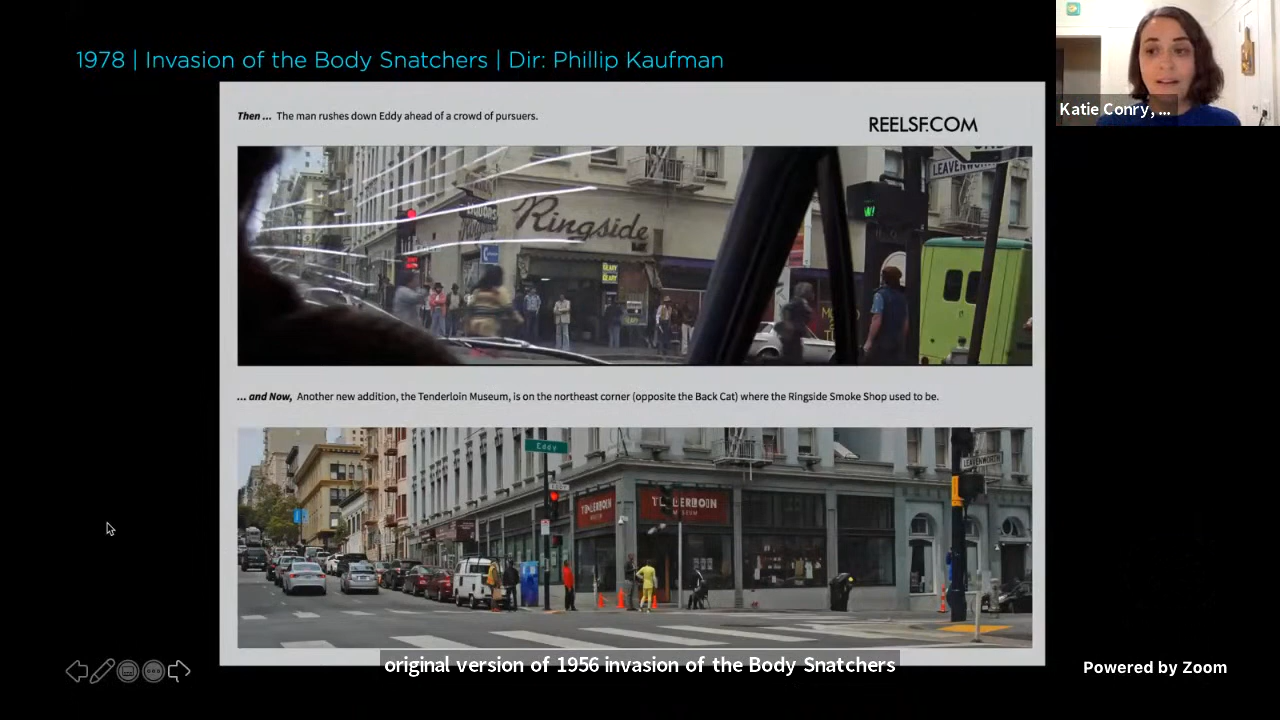 1978 | Invasion of the Body Snatchers | Dir: Phillip Kaufman
Katie Conry, ...
Then ... The man rushes down Eddy ahead of a crowd of pursuers.
REELSF.COM
LEAVENWORTH
Ringside
... and Now, Another new addition, the Tenderloin Museum, is on the northeast corner (opposite the Back Cat) where the Ringside Smoke Shop used to be.
Eddy
LEAVENWORTH
TENDERLOIN
MUSEUM
TENDERLOIN
MUSEUM
original version of 1956 invasion of the Body Snatchers
Powered by Zoom